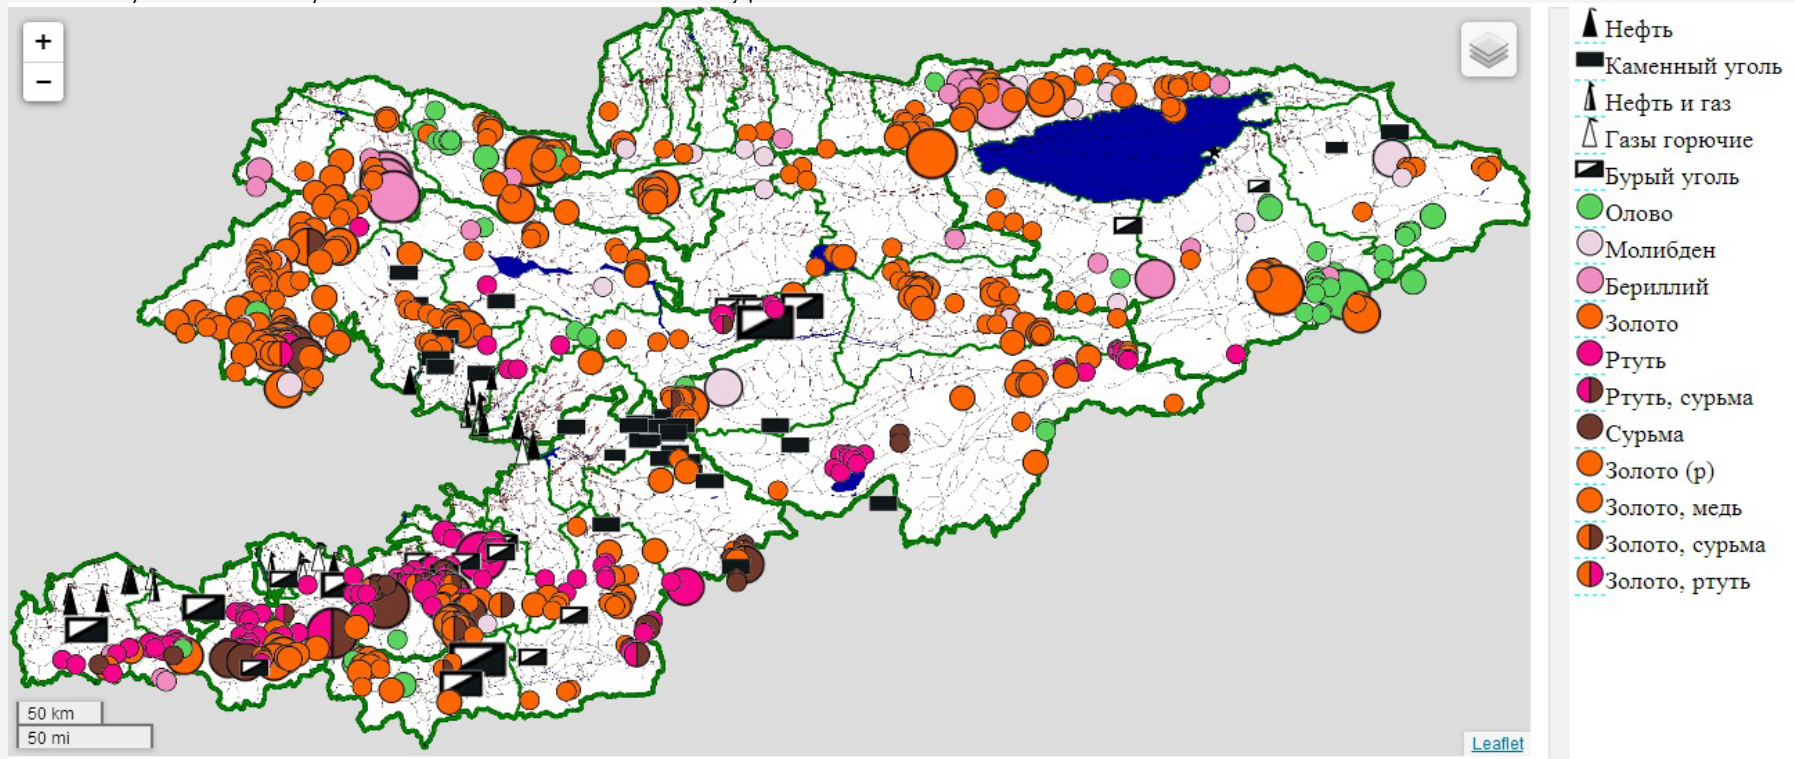 +
−
Нефть
Каменный уголь
Нефть и газ
Газы горючие
Бурый уголь
Олово
Молибден
Бериллий
Золото
Ртуть
Ртуть, сурьма
Сурьма
Золото (р)
Золото, медь
Золото, сурьма
Золото, ртуть
50 km
50 mi
Leaflet